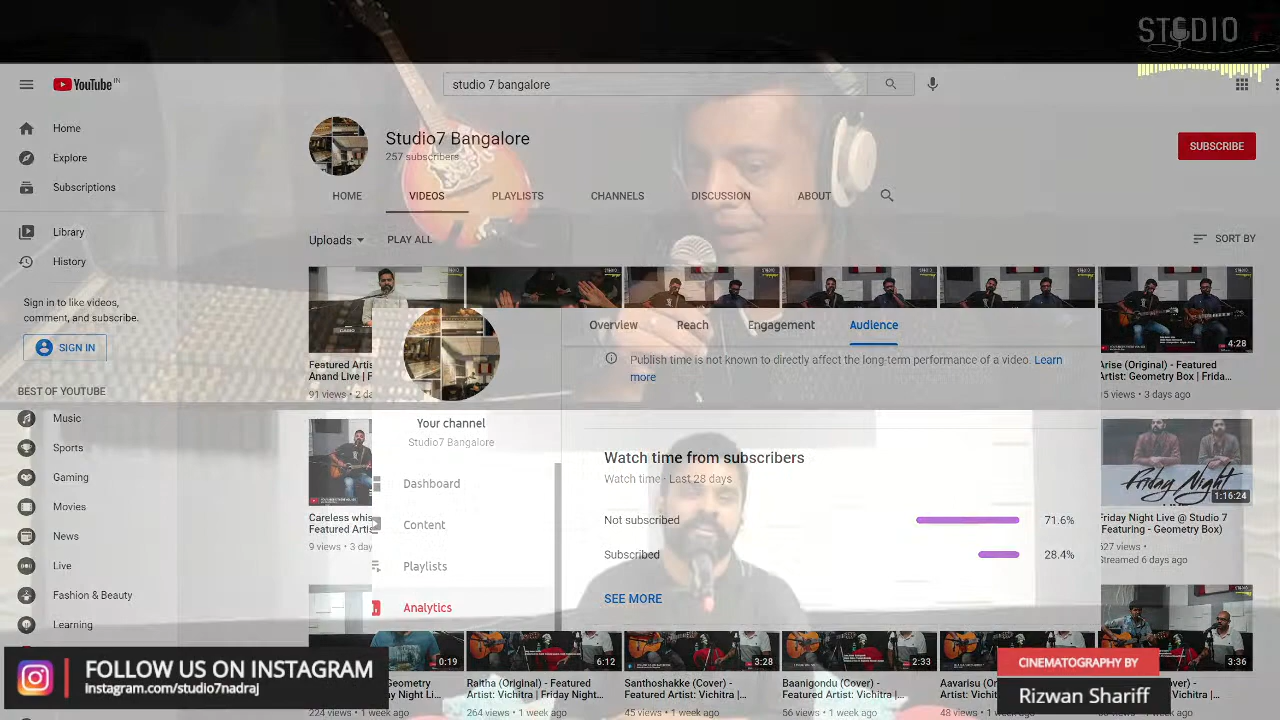 STUDIO 7
YouTube IN
studio 7 bangalore
Home
Explore
Subscriptions
Library
History
Sign in to like videos,
comment, and subscribe.
SIGN IN
BEST OF YOUTUBE
Music
Sports
Gaming
Movies
News
Live
Fashion & Beauty
Learning
Studio7 Bangalore
257 subscribers
SUBSCRIBE
HOME
VIDEOS
PLAYLISTS
CHANNELS
DISCUSSION
ABOUT
Uploads
PLAY ALL
SORT BY
4:28
Featured Artis
Anand Live | F
91 views • 2 da
Arise (Original) - Featured
Artist: Geometry Box | Frida...
views • 3 days ago
Overview
Reach
Engagement
Audience
Publish time is not known to directly affect the long-term performance of a video. Learn
more
Your channel
Studio7 Bangalore
Dashboard
Content
Playlists
Analytics
Watch time from subscribers
Watch time · Last 28 days
Not subscribed
71.6%
Subscribed
28.4%
SEE MORE
Careless whis
Featured Artis
9 views • 3 day
Friday Night
1:16:24
Friday Night Live @ Studio 7
Featuring - Geometry Box)
views
Streamed 6 days ago
0:19
6:12
3:28
2:33
3:36
Geometry
Night Li...
224 views • 1 week ago
Raitha (Original) - Featured
Artist: Vichitra | Friday Night...
264 views • 1 week ago
Santhoshakke (Cover) -
Featured Artist: Vichitra |...
45 views • 1 week ago
Baanigondu (Cover) -
Featured Artist: Vichitra |...
56 views • 1 week ago
Aavarisu
Artist: Vichitra
48 views • 1 week ago
FOLLOW US ON INSTAGRAM
Instagram.com/studio7nadraj
CINEMATOGRAPHY BY
Rizwan Shariff